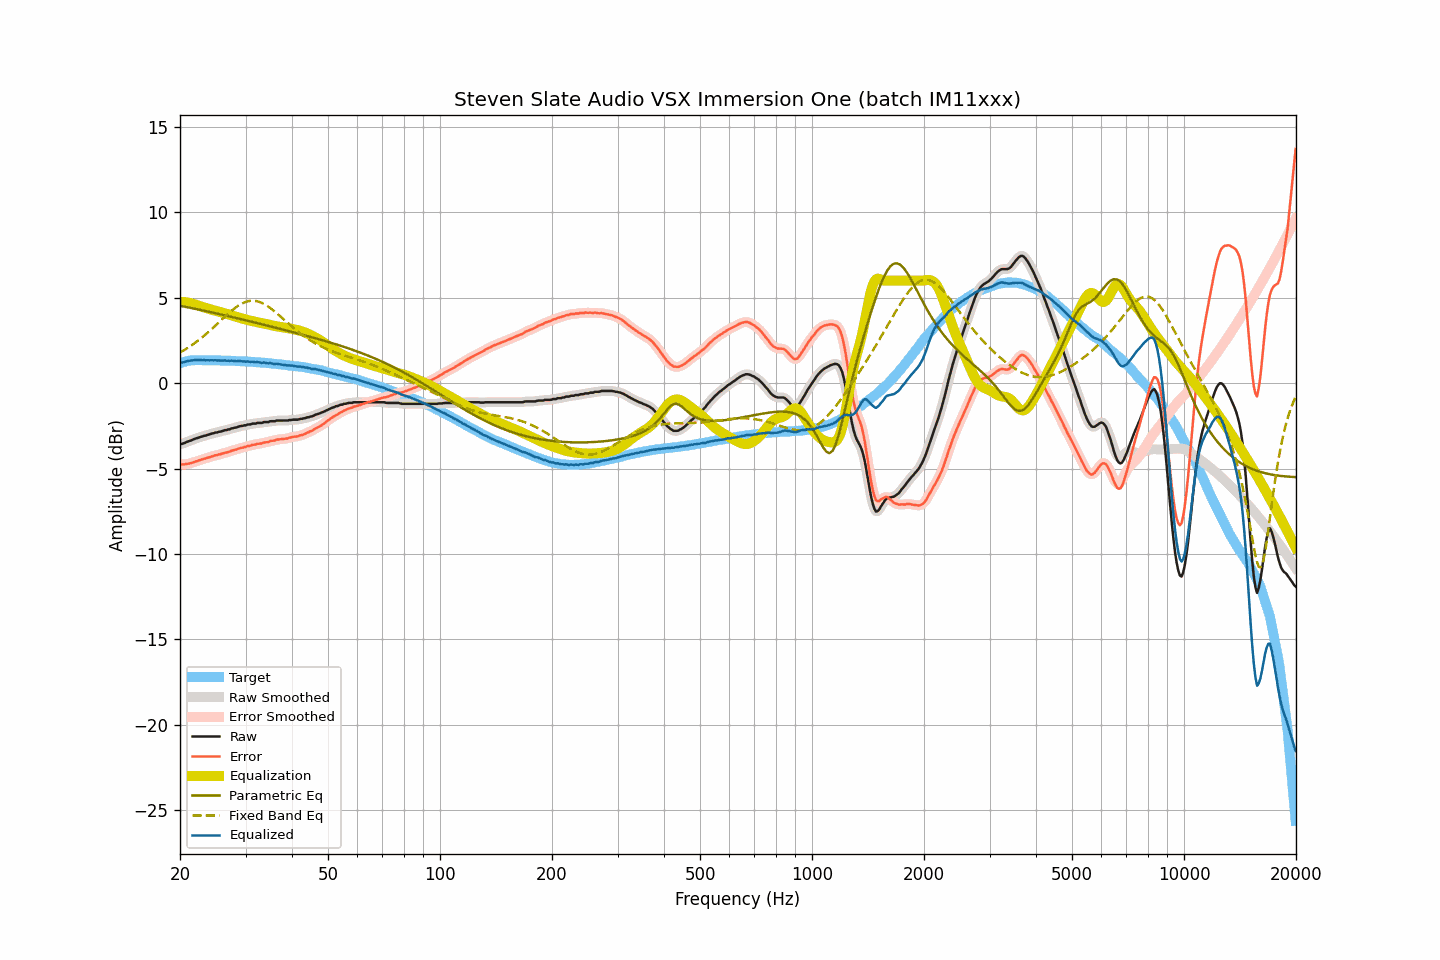 Steven Slate Audio VSX Immersion One (batch IM11xxx)
15
10
5
0
−5
−10
−15
−20
−25
Amplitude (dBr)
Target
Raw Smoothed
Error Smoothed
Raw
Error
Equalization
Parametric Eq
Fixed Band Eq
Equalized
20 50 100 200 500 1000 2000 5000 10000 20000
Frequency (Hz)